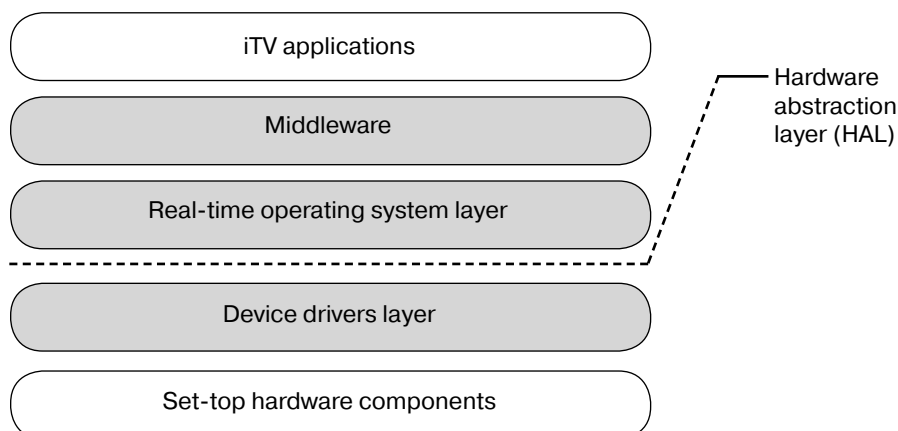 iTV applications
Middleware
Real-time operating system layer
Device drivers layer
Set-top hardware components
Hardware
abstraction
layer (HAL)